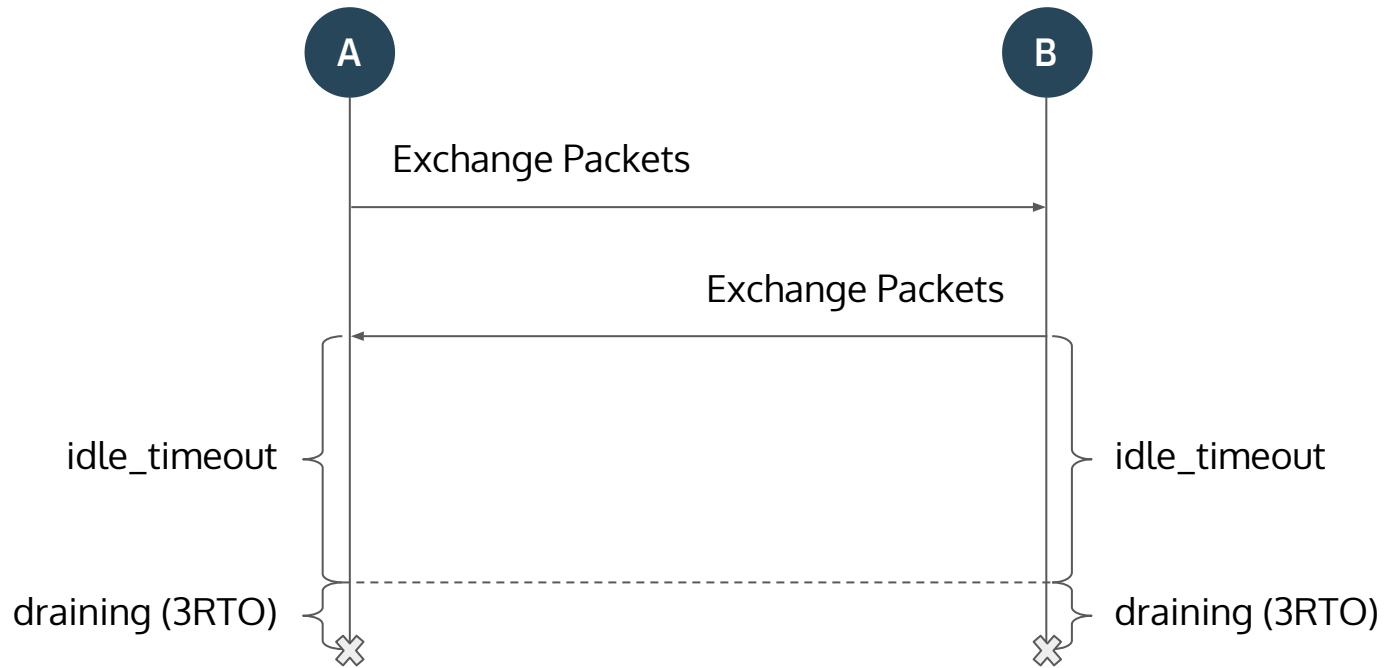 A
B
Exchange Packets
Exchange Packets
idle_timeout
idle_timeout
draining (3RTO)
draining (3RTO)